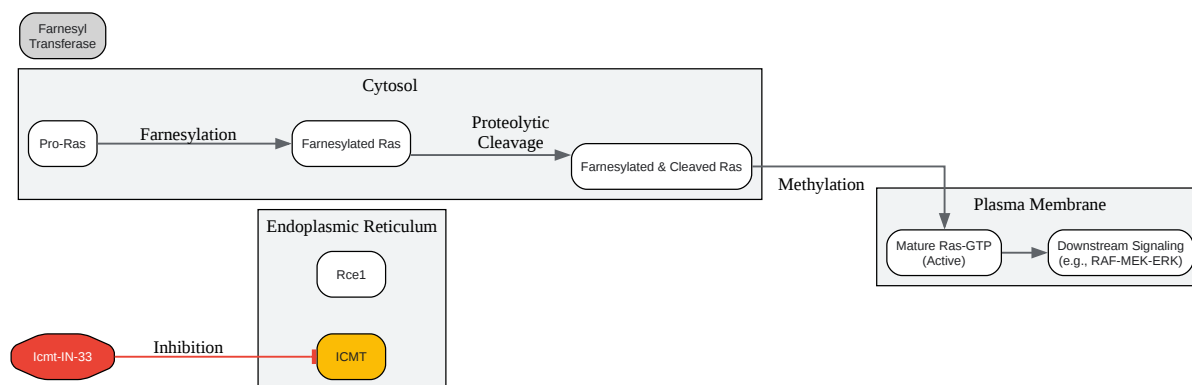 Farnesyl
Transferase
Cytosol
Pro-Ras
Farnesylation
Farnesylated Ras
Proteolytic
Cleavage
Farnesylated & Cleaved Ras
Methylation
Plasma Membrane
Mature Ras-GTP
(Active)
Downstream Signaling
(e.g., RAF-MEK-ERK)
Endoplasmic Reticulum
Rce1
Icmt-IN-33
Inhibition
ICMT